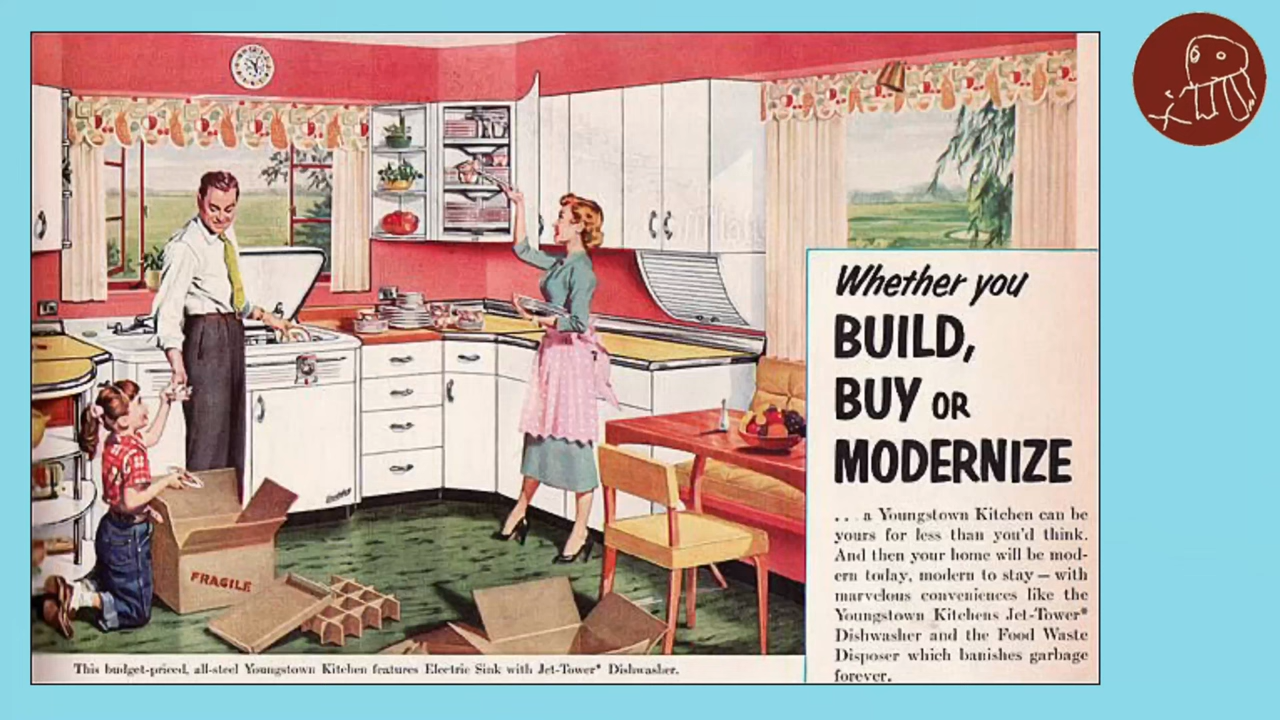 FRAGILE
This budget-priced, all-steel Youngstown Kitchen features Electric Sink with Jet-Tower* Dishwasher.
Whether you
BUILD,
BUY OR
MODERNIZE
. . . a Youngstown Kitchen can be
yours for less than you'd think.
And then your home will be mod-
ern today, modern to stay — with
marvelous conveniences like the
Youngstown Kitchens Jet-Tower*
Dishwasher and the Food Waste
Disposer which banishes garbage
forever.